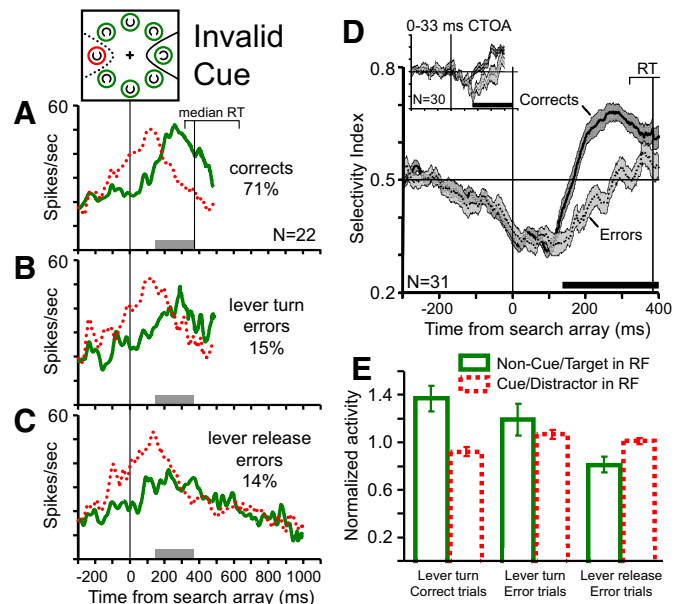 Invalid
Cue
A
60
Spikes/sec
median RT
corrects
71%
N=22
B
60
Spikes/sec
lever turn
errors
15%
C
60
Spikes/sec
lever release
errors
14%
-200 0 200 400 600 800 1000
Time from search array (ms)
D
0-33 ms CTOA
N=30
0.8
0.5
0.2
Selectivity Index
RT
Corrects
Errors
N=31
-200 0 200 400
Time from search array (ms)
E
Non-Cue/Target in RF
Cue/Distractor in RF
Normalized activity
1.4
1.0
0.6
0.2
Lever turn
Correct trials
Lever turn
Error trials
Lever release
Error trials